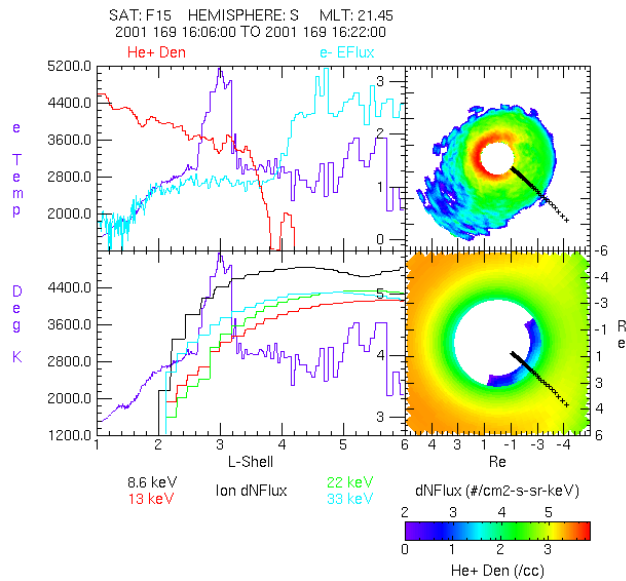 SAT: F15 HEMISPHERE: S MLT: 21.45
2001 169 16:06:00 TO 2001 169 16:22:00
He+ Den e- EFlux
5200.0
4400.0
3600.0
2800.0
2000.0
e Temp
3
2
1
0
4400.0
3600.0
2800.0
2000.0
1200.0
Deg K
5
4
3
1 2 3 4 5 6
L-Shell
-6
-4
-3
-1
1
3
4
6
Re
6 4 3 1 -1 -3 -4
Re
8.6 keV Ion dNFlux 22 keV
13 keV 33 keV
dNFlux (#/cm2-s-sr-keV)
2 3 4 5
0 1 2 3
He+ Den (/cc)